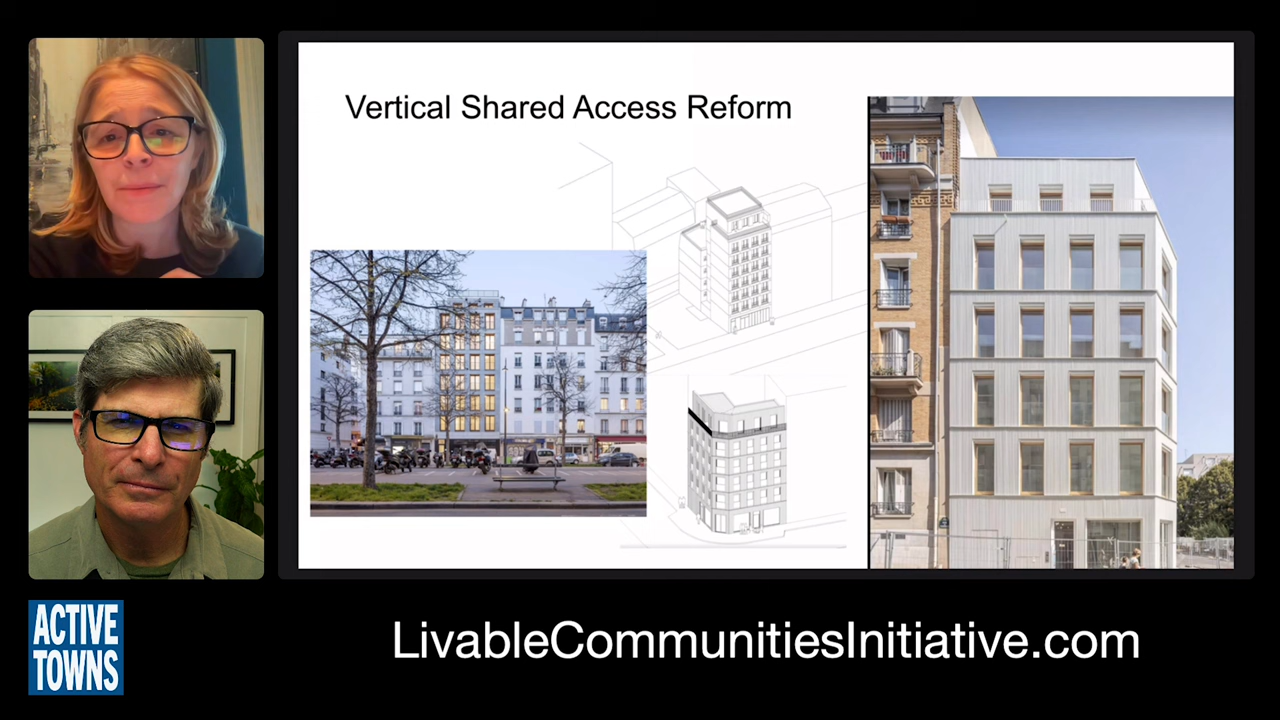 Vertical Shared Access Reform
ACTIVE
TOWNS
LivableCommunitiesInitiative.com